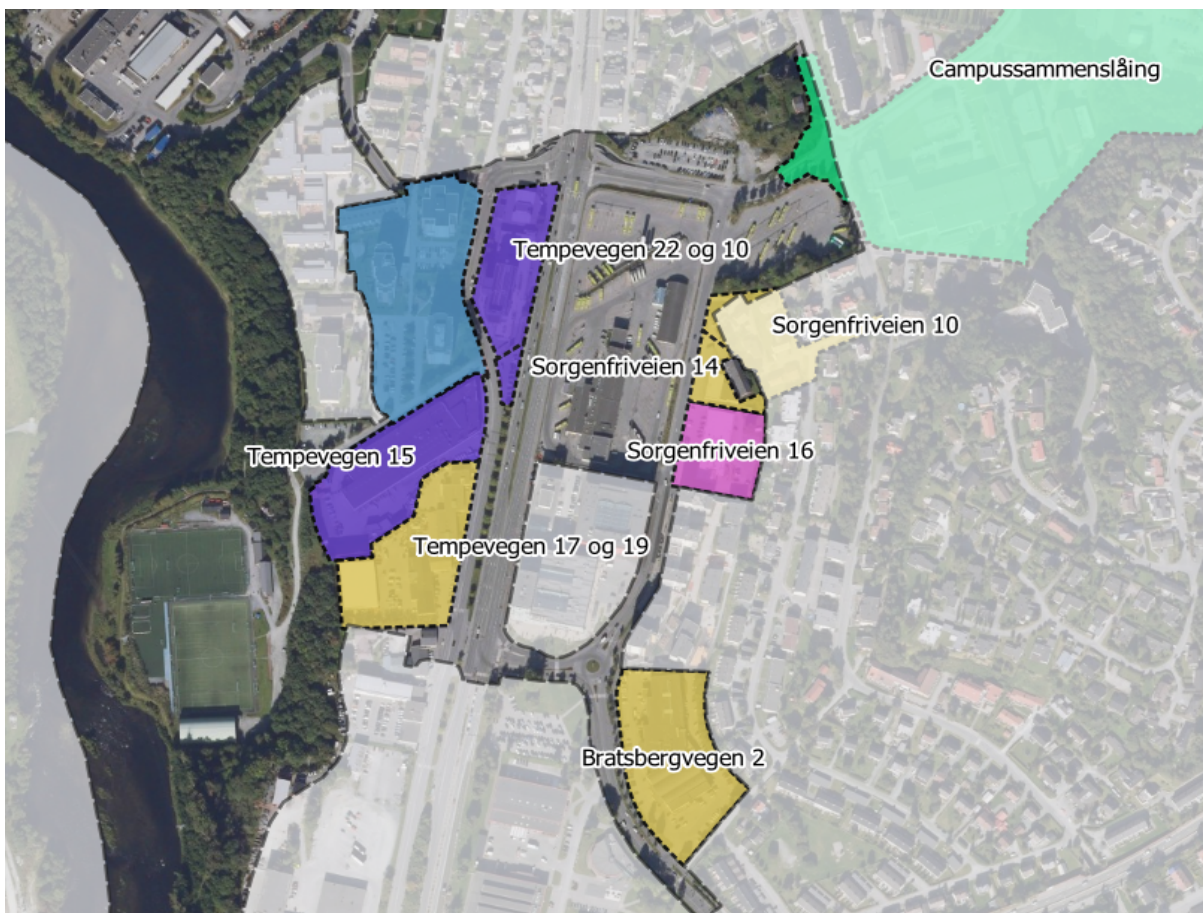 Campussammenslåing
Tempevegen 22 og 10
Sorgenfriveien 10
Sorgenfriveien 14
Sorgenfriveien 16
Tempevegen 15
Tempevegen 17 og 19
Bratsbergvegen 2